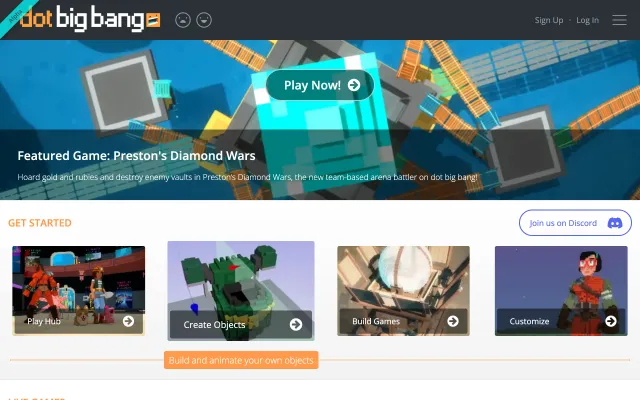 Alpha
dot big bang
Sign Up · Log In
Play Now!
Featured Game: Preston's Diamond Wars
Hoard gold and rubies and destroy enemy vaults in Preston's Diamond Wars, the new team-based arena battler on dot big bang!
GET STARTED
Join us on Discord
Play Hub
Create Objects
Build Games
Customize
Build and animate your own objects